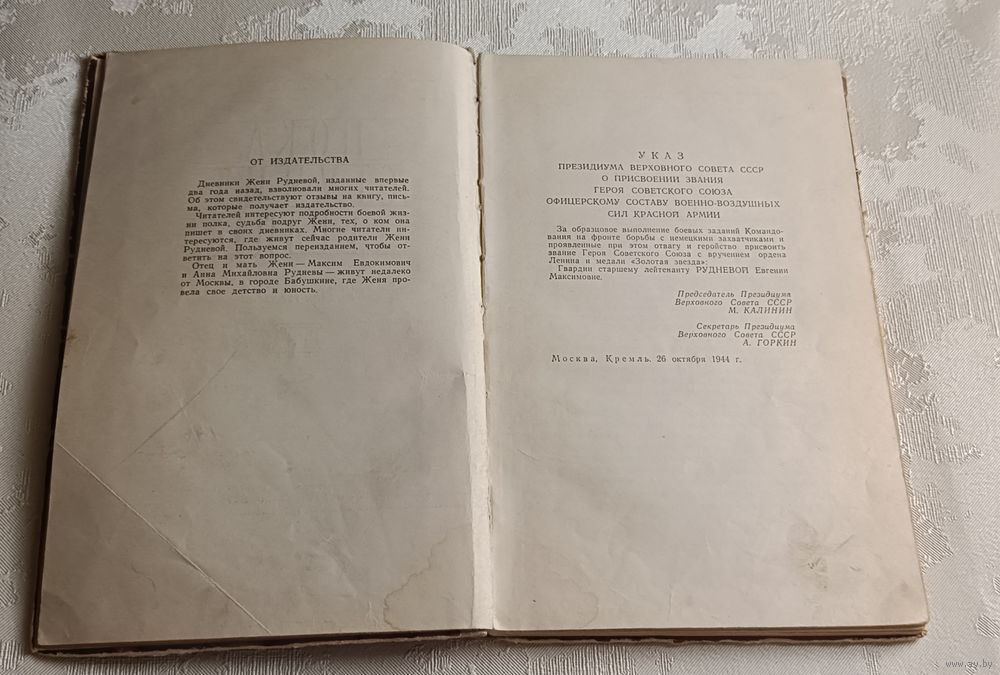 ОТ ИЗДАТЕЛЬСТВА
Дневники Жени Рудневой, изданные впервые
два года назад, взволновали многих читателей.
Об этом свидетельствуют отзывы на книгу, пись-
ма, которые получает издательство.
Читателей интересуют подробности боевой жиз-
ни полка, судьба подруг Жени, тех, о ком она
пишет в своих дневниках. Многие читатели ин-
тересуются, где живут сейчас родители Жени
Рудневой. Пользуемся переизданием, чтобы от-
ветить на этот вопрос.
Отец и мать Жени — Максим Евдокимович
и Анна Михайловна Рудневы — живут недалеко
от Москвы, в городе Бабушкине, где Женя про-
вела свое детство и юность.
УКАЗ
ПРЕЗИДИУМА ВЕРХОВНОГО СОВЕТА СССР
О ПРИСВОЕНИИ ЗВАНИЯ
ГЕРОЯ СОВЕТСКОГО СОЮЗА
ОФИЦЕРСКОМУ СОСТАВУ ВОЕННО-ВОЗДУШНЫХ
СИЛ КРАСНОЙ АРМИИ
За образцовое выполнение боевых заданий Командо-
вания на фронте борьбы с немецкими захватчиками и
проявленные при этом отвагу и геройство присвоить
звание Героя Советского Союза с вручением ордена
Ленина и медали «Золотая звезда»:
Гвардии старшему лейтенанту РУДНЕВОЙ Евгении
Максимовне.
Председатель Президиума
Верховного Совета СССР
М. КАЛИНИН
Секретарь Президиума
Верховного Совета СССР
А. ГОРКИН
Москва, Кремль. 26 октября 1944 г.
www.ay.by